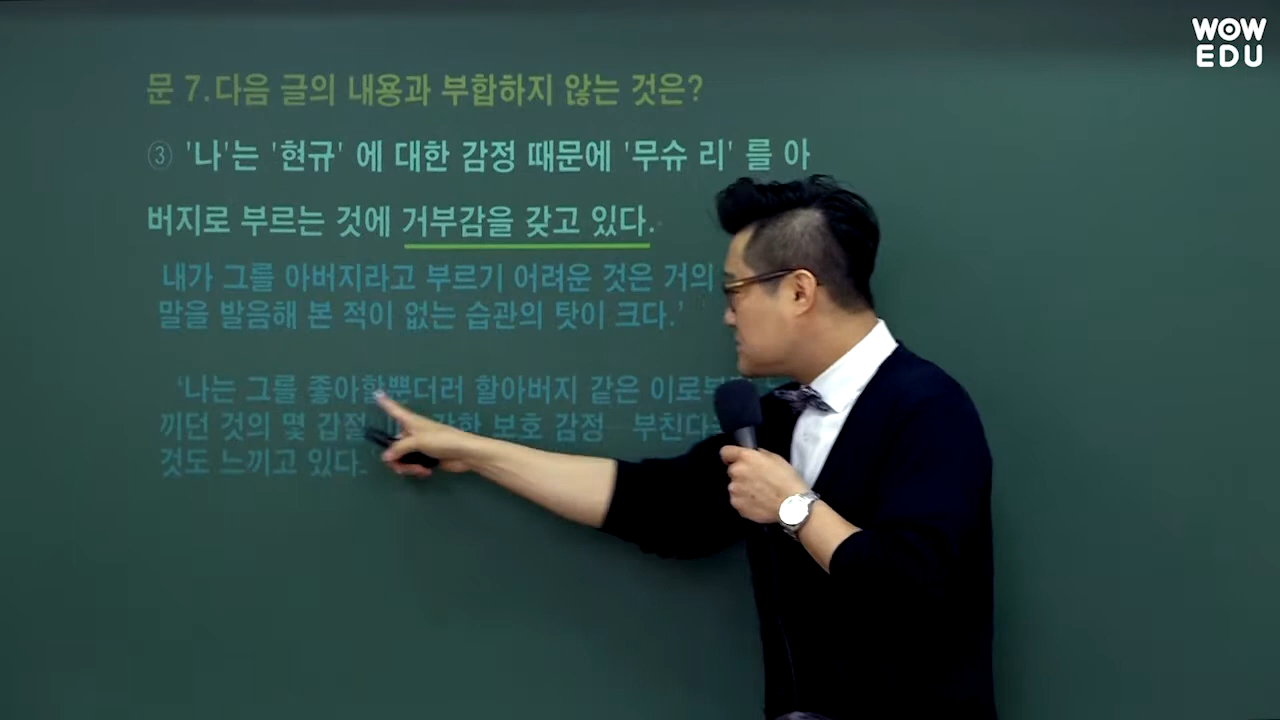 WOW
EDU
문 7.다음 글의 내용과 부합하지 않는 것은?
③ '나'는 '현규' 에 대한 감정 때문에 '무슈 리' 를 아
버지로 부르는 것에 거부감을 갖고 있다.
내가 그를 아버지라고 부르기 어려운 것은 거의
말을 발음해 본 적이 없는 습관의 탓이 크다.’
‘나는 그를 좋아할뿐더러 할아버지 같은 이로부터
끼던 것의 몇 갑절 보호 감정
것도 느끼고 있다.